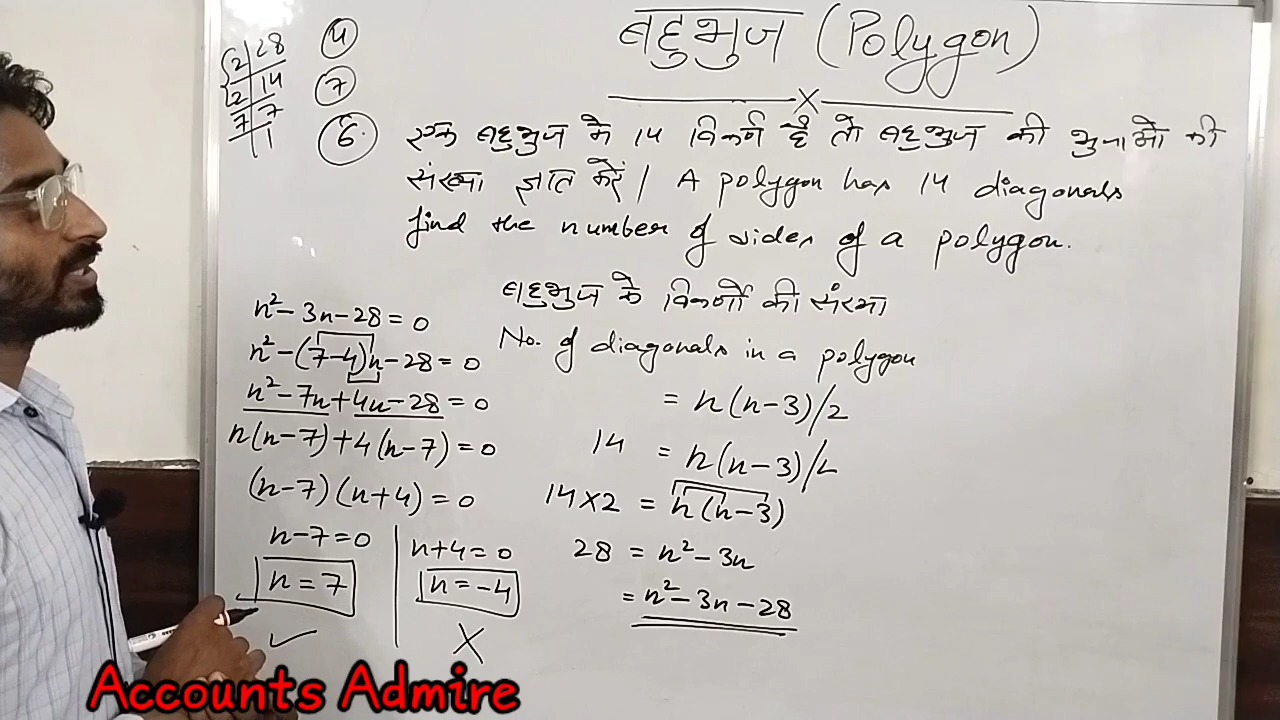 बहुभुज (Polygon)
2 | 28
2 | 14
7 | 7
1
4
7
6. एक बहुभुज के 14 विकर्ण है तो बहुभुज की भुजाओ की
संख्या ज्ञात करें | A polygon has 14 diagonals
find the number of sides of a polygon.
बहुभुज के विकर्णो की संख्या
No. of diagonals in a polygon
= n(n-3)/2
14 = n(n-3)/2
14×2 = n(n-3)
28 = n²-3n
= n²-3n-28
n²-3n-28=0
n²-(7-4)n-28=0
n²-7n+4n-28=0
n(n-7)+4(n-7)=0
(n-7)(n+4)=0
n-7=0 | n+4=0
n=7 | n=-4
✓ X
Accounts Admire